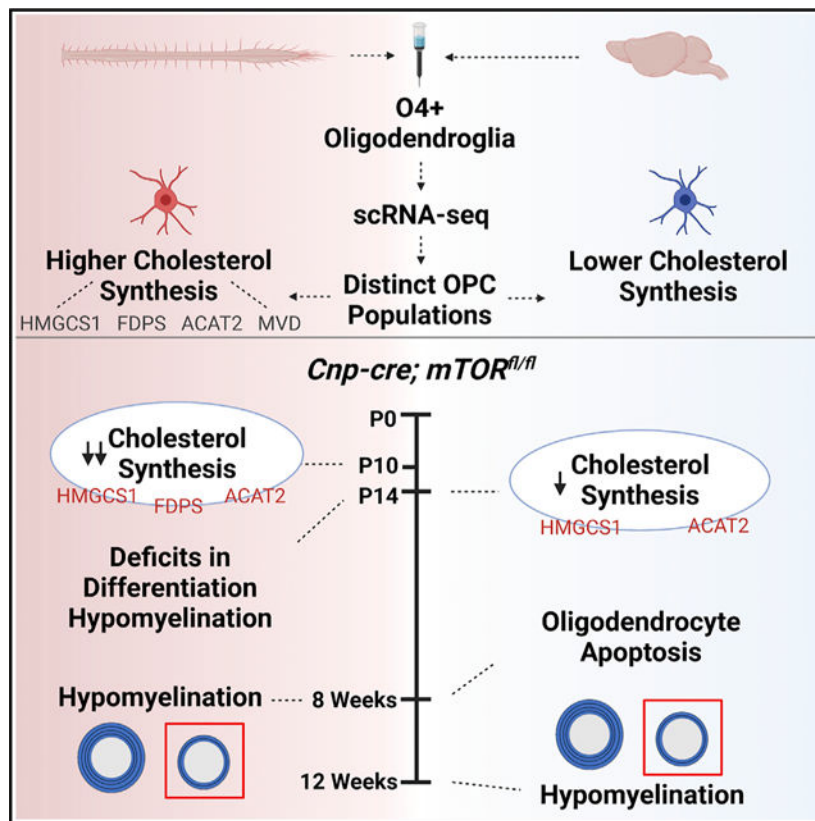 O4+
Oligodendroglia
scRNA-seq
Higher Cholesterol
Synthesis
HMGCS1 FDPS ACAT2 MVD
Distinct OPC
Populations
Lower Cholesterol
Synthesis
Cnp-cre; mTORfl/fl
P0
P10
P14
8 Weeks
12 Weeks
Cholesterol
Synthesis
HMGCS1 FDPS ACAT2
Deficits in
Differentiation
Hypomyelination
Hypomyelination
Cholesterol
Synthesis
HMGCS1 ACAT2
Oligodendrocyte
Apoptosis
Hypomyelination